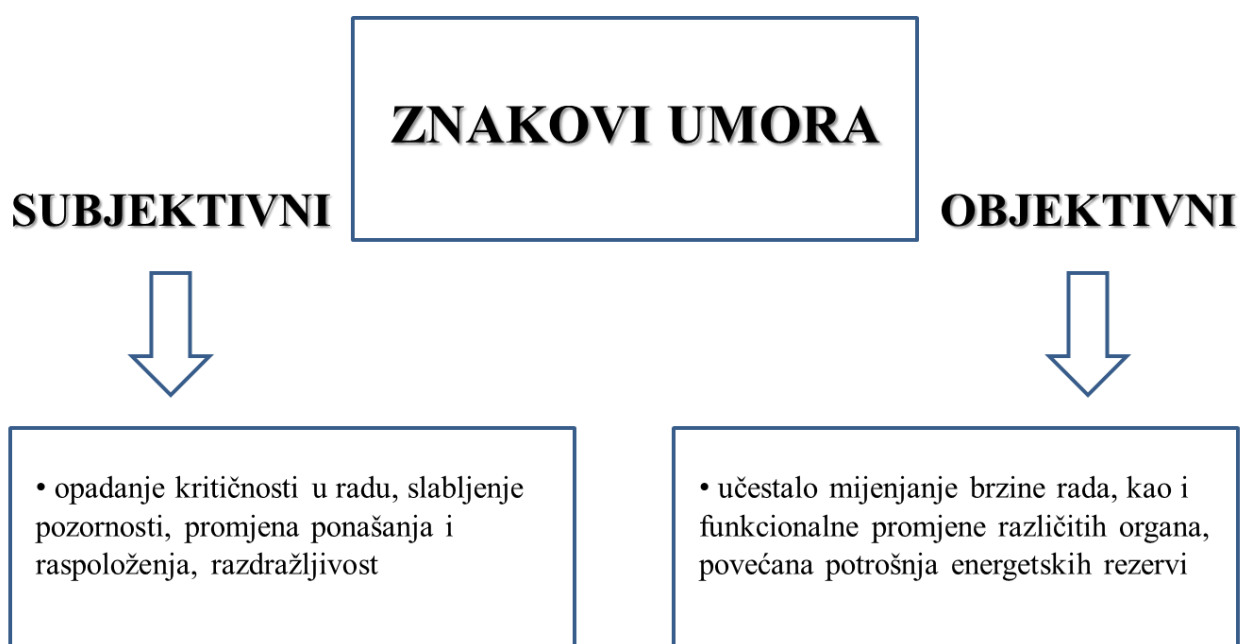 ZNAKOVI UMORA
SUBJEKTIVNI
OBJEKTIVNI
• opadanje kritičnosti u radu, slabljenje
pozornosti, promjena ponašanja i
raspoloženja, razdražljivost
• učestalo mijenjanje brzine rada, kao i
funkcionalne promjene različitih organa,
povećana potrošnja energetskih rezervi